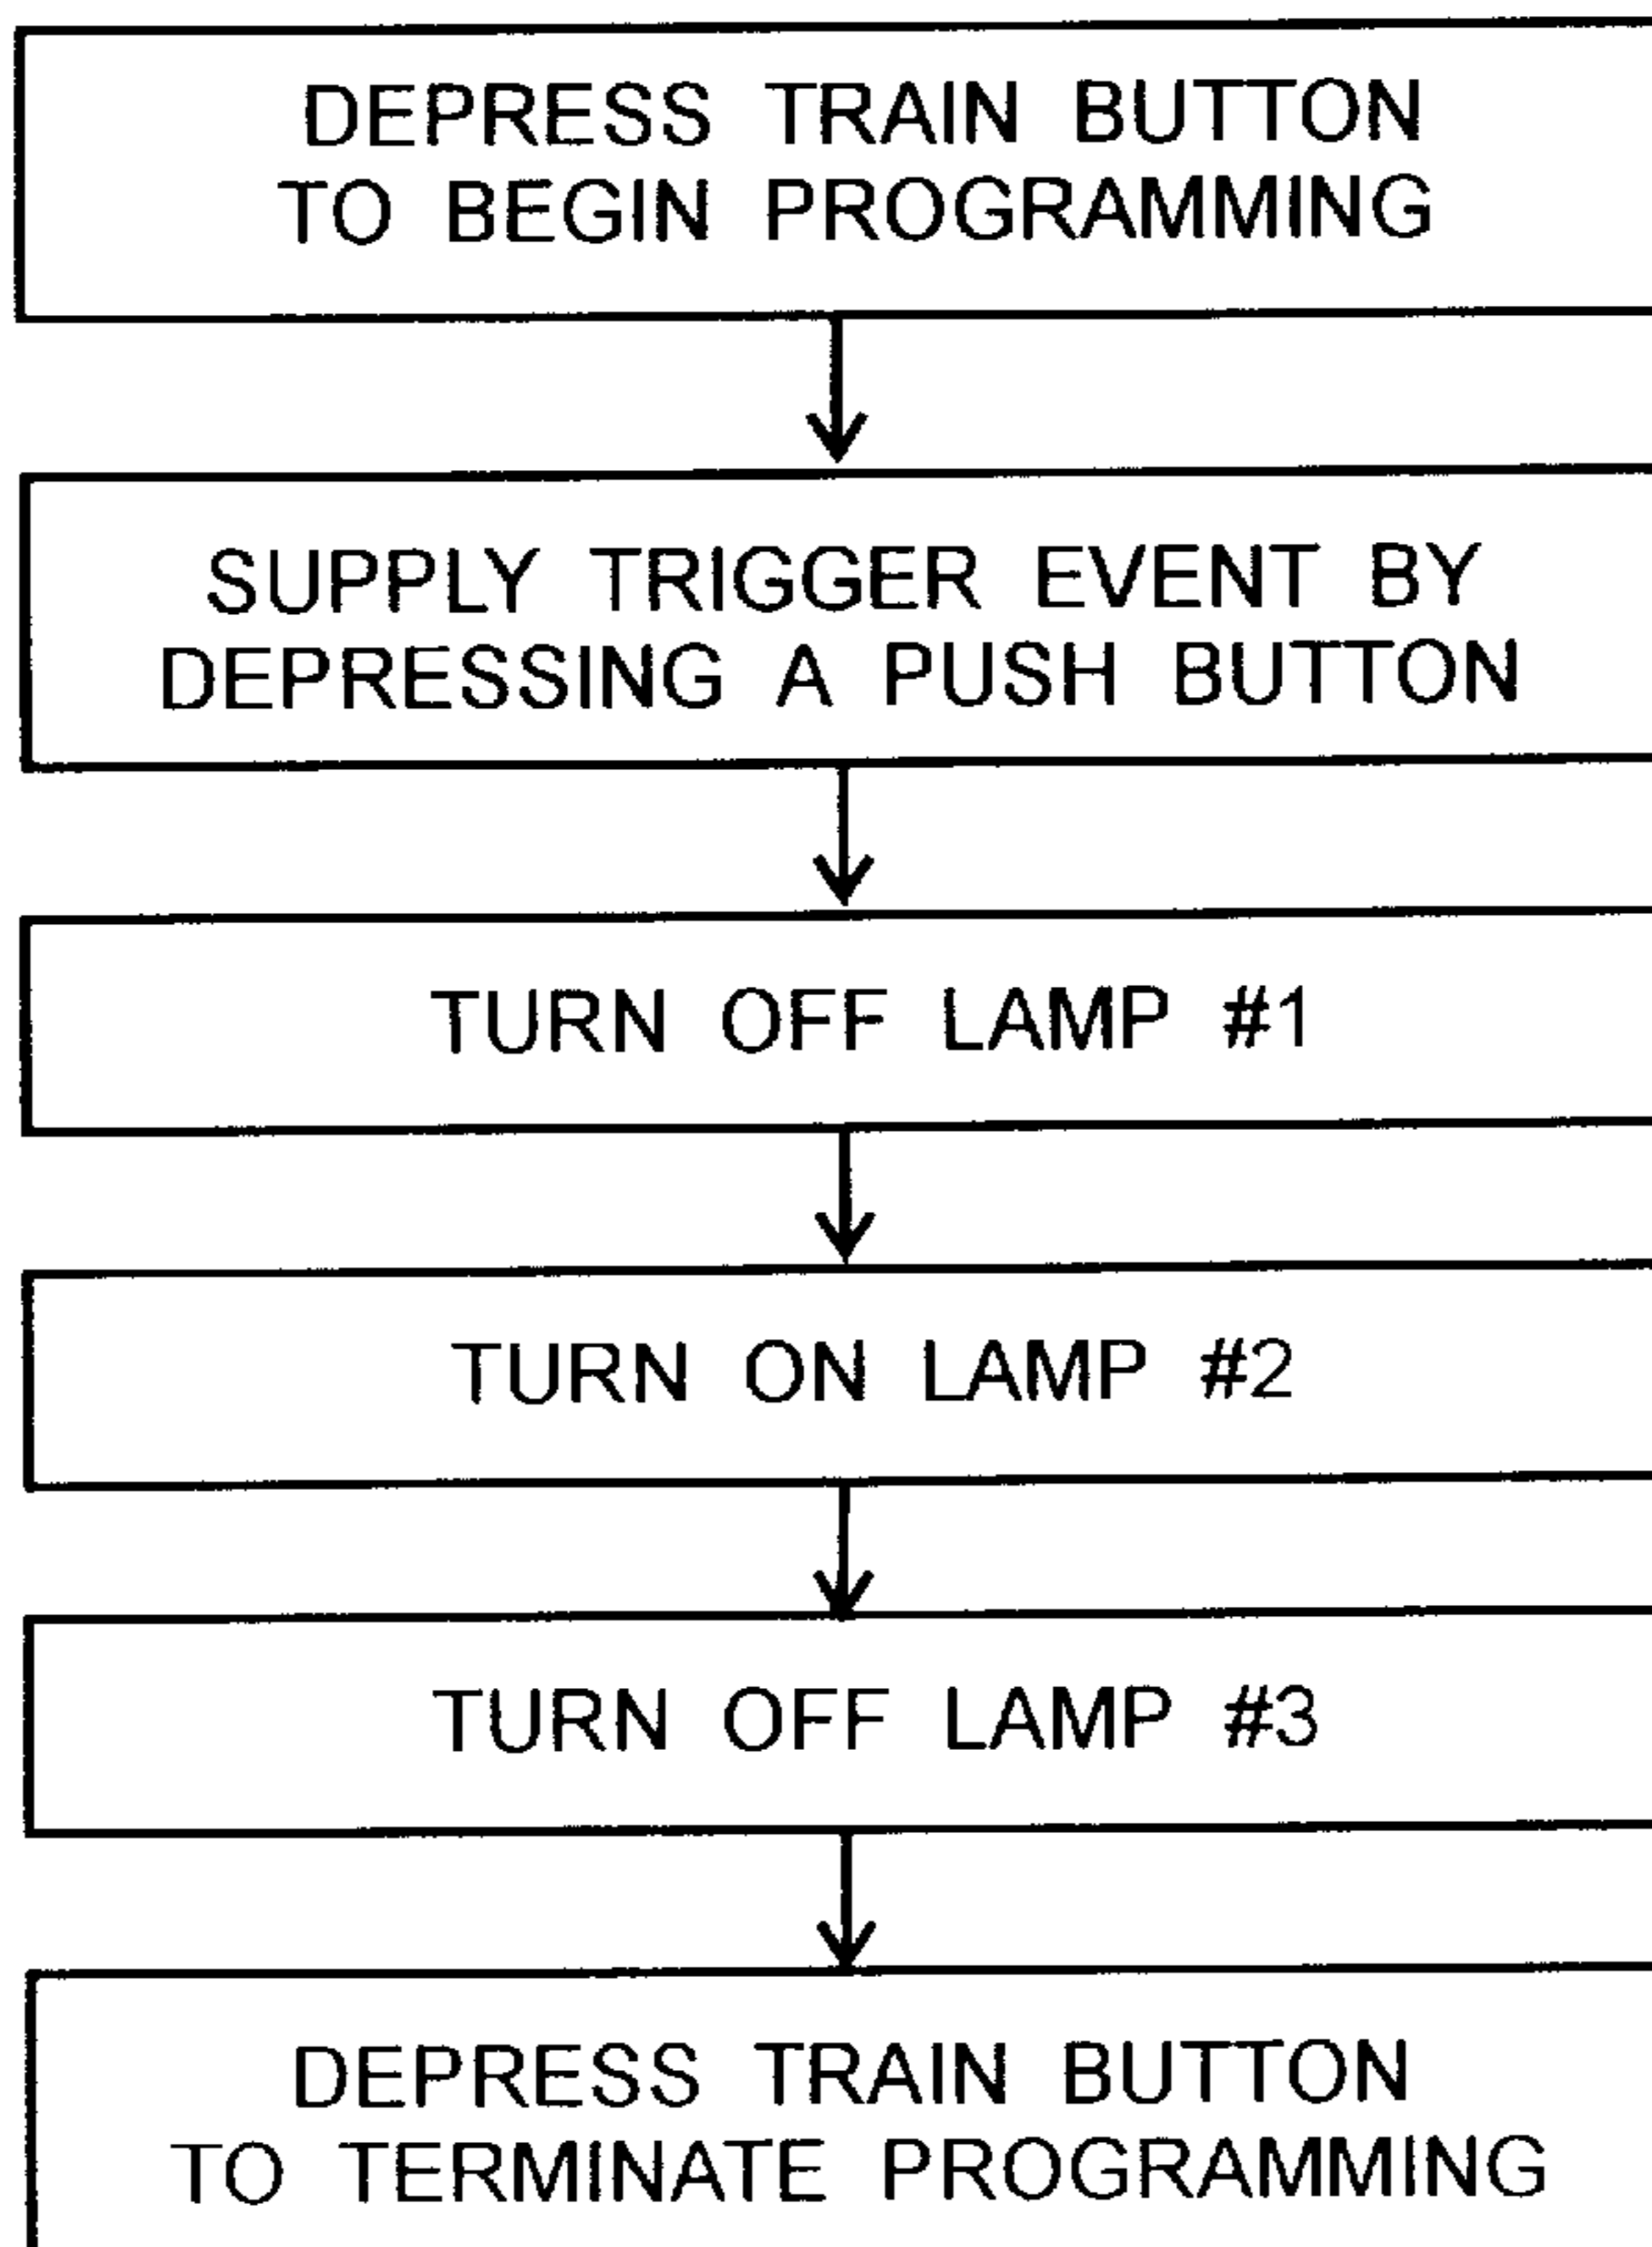 DEPRESS TRAIN BUTTON
TO BEGIN PROGRAMMING
SUPPLY TRIGGER EVENT BY
DEPRESSING A PUSH BUTTON
TURN OFF LAMP #1
TURN ON LAMP #2
TURN OFF LAMP #3
DEPRESS TRAIN BUTTON
TO TERMINATE PROGRAMMING